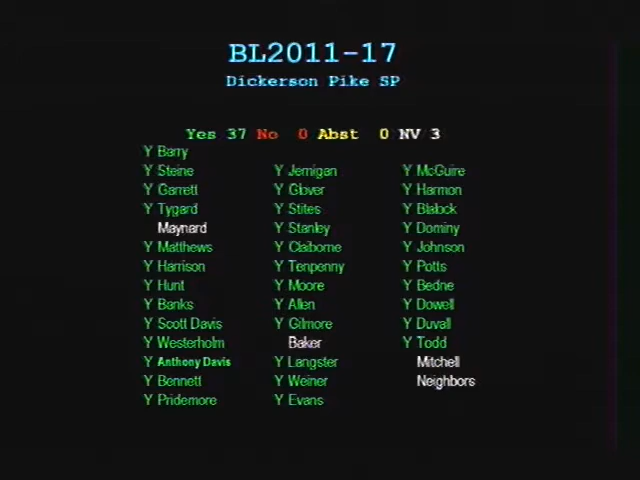 BL2011-17
Dickerson Pike SP
Yes 37 No 0 Abst 0 NV 3
Y Barry
Y Steine Y Jernigan Y McGuire
Y Garrett Y Glover Y Harmon
Y Tygard Y Stites Y Blalock
Maynard Y Stanley Y Dominy
Y Matthews Y Claiborne Y Johnson
Y Harrison Y Tenpenny Y Potts
Y Hunt Y Moore Y Bedne
Y Banks Y Allen Y Dowell
Y Scott Davis Y Gilmore Y Duvall
Y Westerholm Baker Y Todd
Y Anthony Davis Y Langster Mitchell
Y Bennett Y Weiner Neighbors
Y Pridemore Y Evans